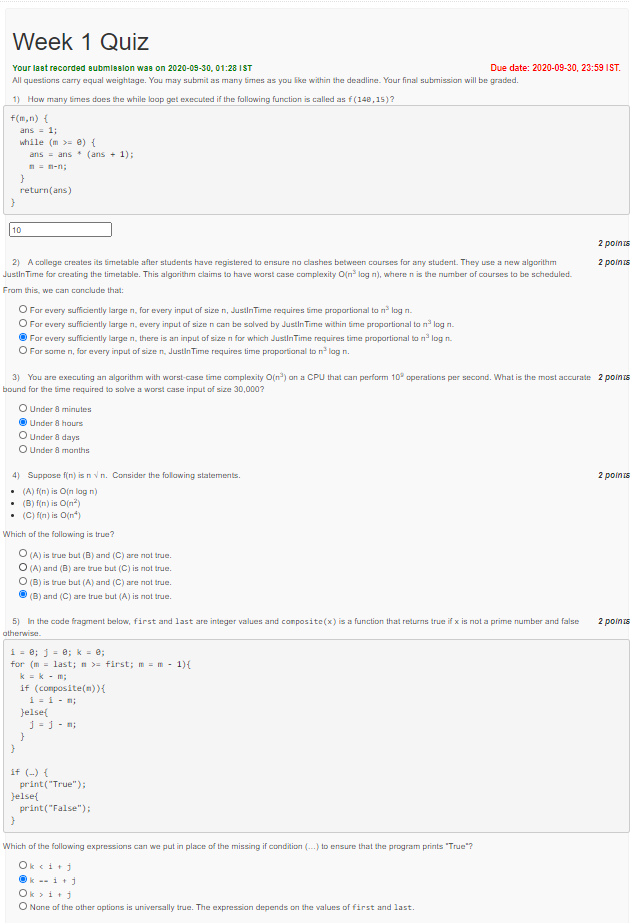 Week 1 Quiz
Your last recorded submission was on 2020-09-30, 01:28 IST
Due date: 2020-09-30, 23:59 IST.
All questions carry equal weightage. You may submit as many times as you like within the deadline. Your final submission will be graded.
1) How many times does the while loop get executed if the following function is called as f(140,15)?
f(m,n) {
ans = 1;
while (m >= 0) {
ans = ans * (ans + 1);
m = m-n;
}
return(ans)
}
10
2 points
2) A college creates its timetable after students have registered to ensure no clashes between courses for any student. They use a new algorithm
2 points
JustInTime for creating the timetable. This algorithm claims to have worst case complexity O(n³ log n), where n is the number of courses to be scheduled.
From this, we can conclude that:
For every sufficiently large n, for every input of size n, JustInTime requires time proportional to n³ log n.
For every sufficiently large n, every input of size n can be solved by JustInTime within time proportional to n³ log n.
For every sufficiently large n, there is an input of size n for which JustInTime requires time proportional to n³ log n.
For some n, for every input of size n, JustInTime requires time proportional to n³ log n.
3) You are executing an algorithm with worst-case time complexity O(n³) on a CPU that can perform 10⁹ operations per second. What is the most accurate
2 points
bound for the time required to solve a worst case input of size 30,000?
Under 8 minutes
Under 8 hours
Under 8 days
Under 8 months
4) Suppose f(n) is n √ n. Consider the following statements.
2 points
• (A) f(n) is O(n log n)
• (B) f(n) is O(n²)
• (C) f(n) is O(n⁴)
Which of the following is true?
(A) is true but (B) and (C) are not true.
(A) and (B) are true but (C) is not true.
(B) is true but (A) and (C) are not true.
(B) and (C) are true but (A) is not true.
5) In the code fragment below, first and last are integer values and composite(x) is a function that returns true if x is not a prime number and false
2 points
otherwise.
i = 0; j = 0; k = 0;
for (m = last; m >= first; m = m - 1){
k = k - m;
if (composite(m)){
i = i - m;
}else{
j = j - m;
}
}
if (…) {
print("True");
}else{
print("False");
}
Which of the following expressions can we put in place of the missing if condition (…) to ensure that the program prints "True"?
k < i + j
k == i + j
k > i + j
None of the other options is universally true. The expression depends on the values of first and last.